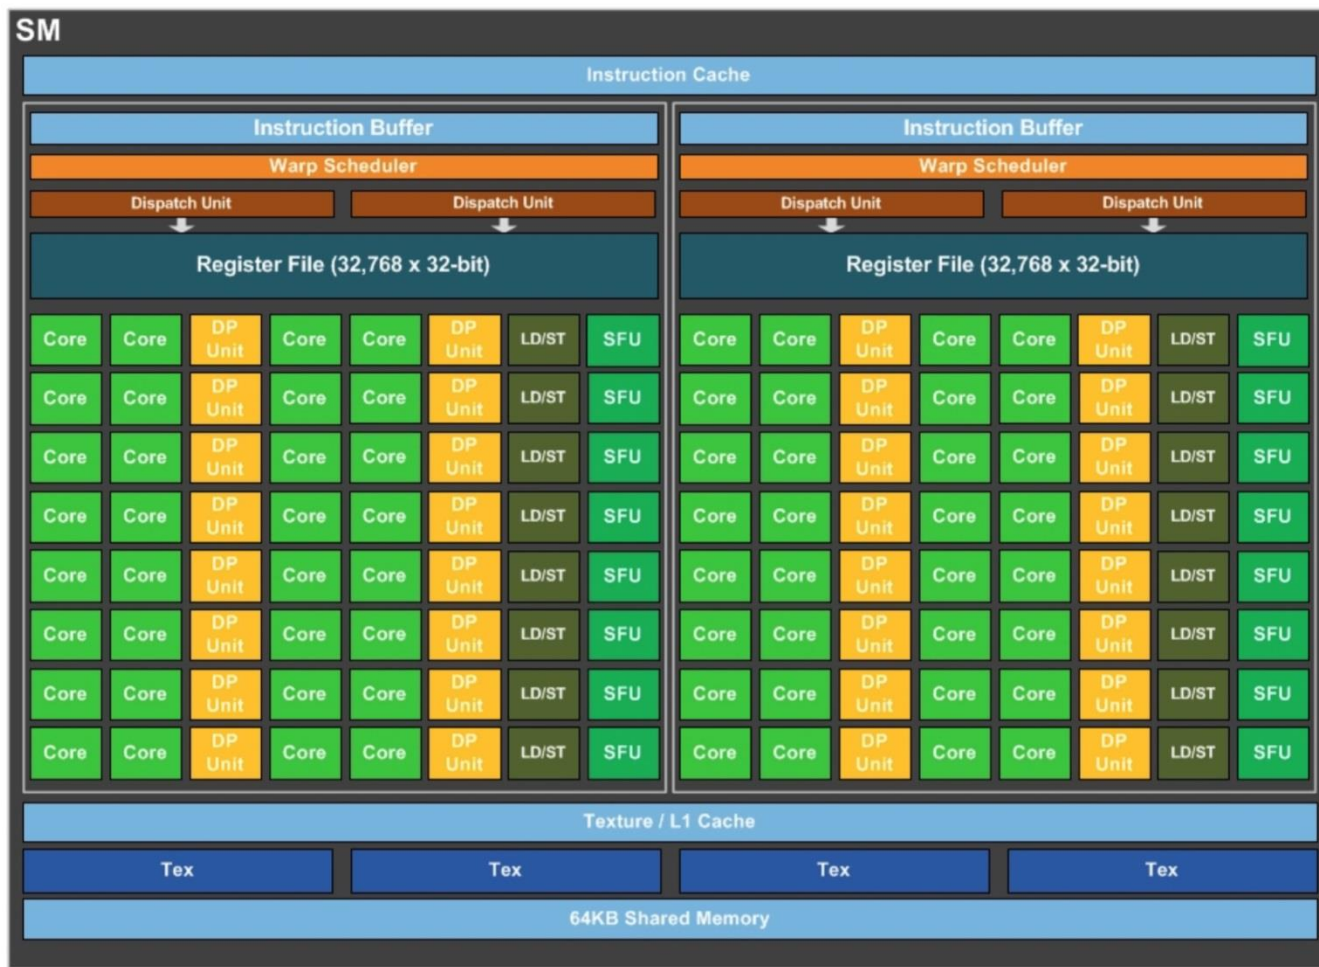 SM
Instruction Cache
Instruction Buffer Instruction Buffer
Warp Scheduler Warp Scheduler
Dispatch Unit Dispatch Unit Dispatch Unit Dispatch Unit
Register File (32,768 x 32-bit) Register File (32,768 x 32-bit)
Core Core DP Unit Core Core DP Unit LD/ST SFU Core Core DP Unit Core Core DP Unit LD/ST SFU
Core Core DP Unit Core Core DP Unit LD/ST SFU Core Core DP Unit Core Core DP Unit LD/ST SFU
Core Core DP Unit Core Core DP Unit LD/ST SFU Core Core DP Unit Core Core DP Unit LD/ST SFU
Core Core DP Unit Core Core DP Unit LD/ST SFU Core Core DP Unit Core Core DP Unit LD/ST SFU
Core Core DP Unit Core Core DP Unit LD/ST SFU Core Core DP Unit Core Core DP Unit LD/ST SFU
Core Core DP Unit Core Core DP Unit LD/ST SFU Core Core DP Unit Core Core DP Unit LD/ST SFU
Core Core DP Unit Core Core DP Unit LD/ST SFU Core Core DP Unit Core Core DP Unit LD/ST SFU
Core Core DP Unit Core Core DP Unit LD/ST SFU Core Core DP Unit Core Core DP Unit LD/ST SFU
Texture / L1 Cache
Tex Tex Tex Tex
64KB Shared Memory